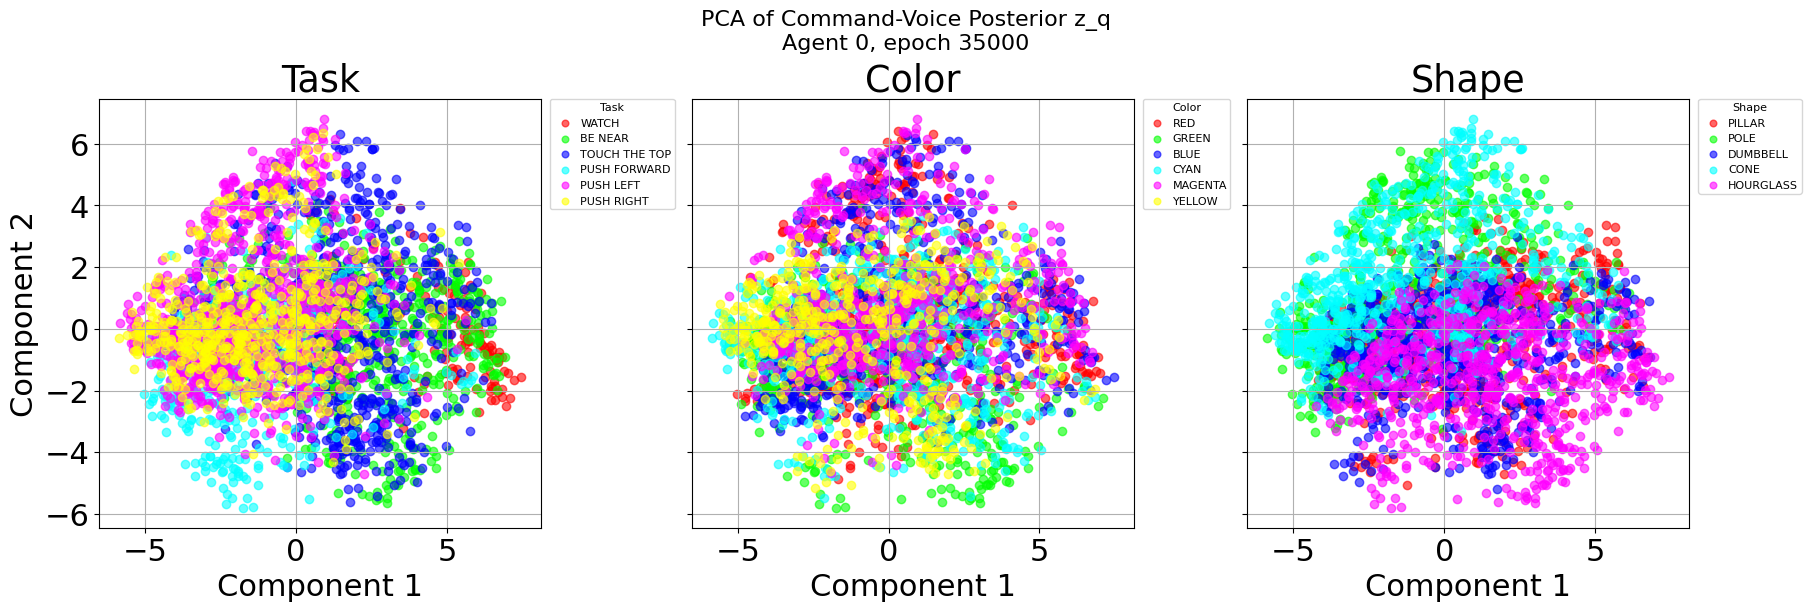 PCA of Command-Voice Posterior z_q
Agent 0, epoch 35000
Task
Component 2
6
4
2
0
−2
−4
−6
−5
0
5
Component 1
Task
WATCH
BE NEAR
TOUCH THE TOP
PUSH FORWARD
PUSH LEFT
PUSH RIGHT
Color
−5
0
5
Component 1
Color
RED
GREEN
BLUE
CYAN
MAGENTA
YELLOW
Shape
−5
0
5
Component 1
Shape
PILLAR
POLE
DUMBBELL
CONE
HOURGLASS